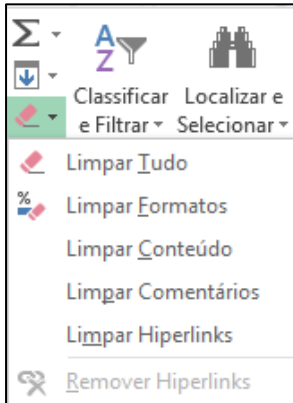 Σ
A
Z
Classificar e Filtrar
Localizar e Selecionar
Limpar Tudo
%
Limpar Formatos
Limpar Conteúdo
Limpar Comentários
Limpar Hiperlinks
Remover Hiperlinks